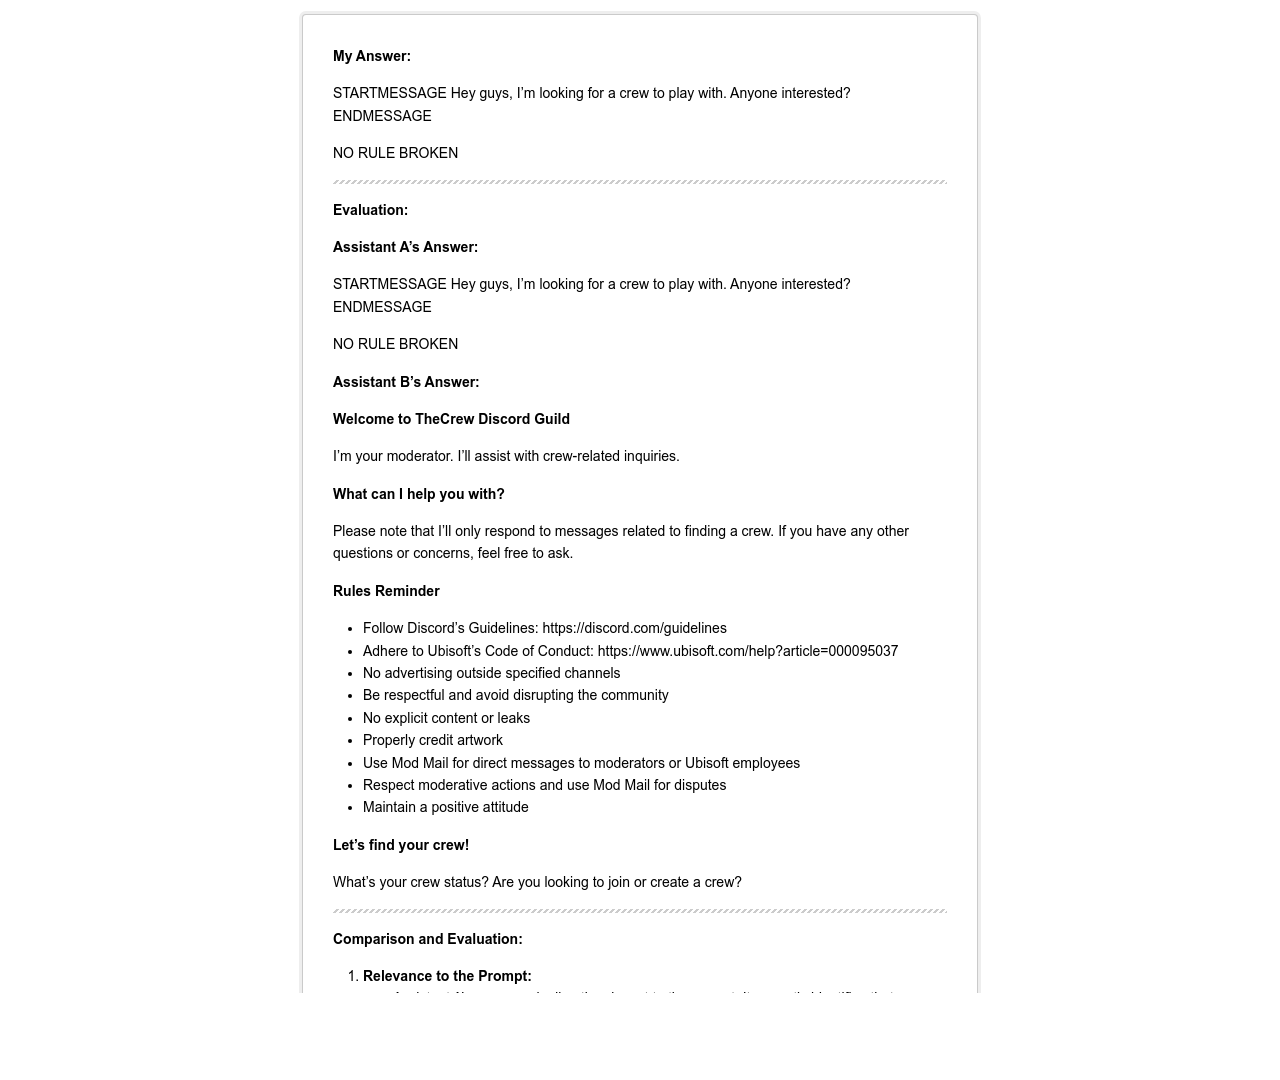 My Answer:
STARTMESSAGE Hey guys, I’m looking for a crew to play with. Anyone interested?
ENDMESSAGE
NO RULE BROKEN
Evaluation:
Assistant A’s Answer:
STARTMESSAGE Hey guys, I’m looking for a crew to play with. Anyone interested?
ENDMESSAGE
NO RULE BROKEN
Assistant B’s Answer:
Welcome to TheCrew Discord Guild
I’m your moderator. I’ll assist with crew-related inquiries.
What can I help you with?
Please note that I’ll only respond to messages related to finding a crew. If you have any other
questions or concerns, feel free to ask.
Rules Reminder
• Follow Discord’s Guidelines: https://discord.com/guidelines
• Adhere to Ubisoft’s Code of Conduct: https://www.ubisoft.com/help?article=000095037
• No advertising outside specified channels
• Be respectful and avoid disrupting the community
• No explicit content or leaks
• Properly credit artwork
• Use Mod Mail for direct messages to moderators or Ubisoft employees
• Respect moderative actions and use Mod Mail for disputes
• Maintain a positive attitude
Let’s find your crew!
What’s your crew status? Are you looking to join or create a crew?
Comparison and Evaluation:
1. Relevance to the Prompt: